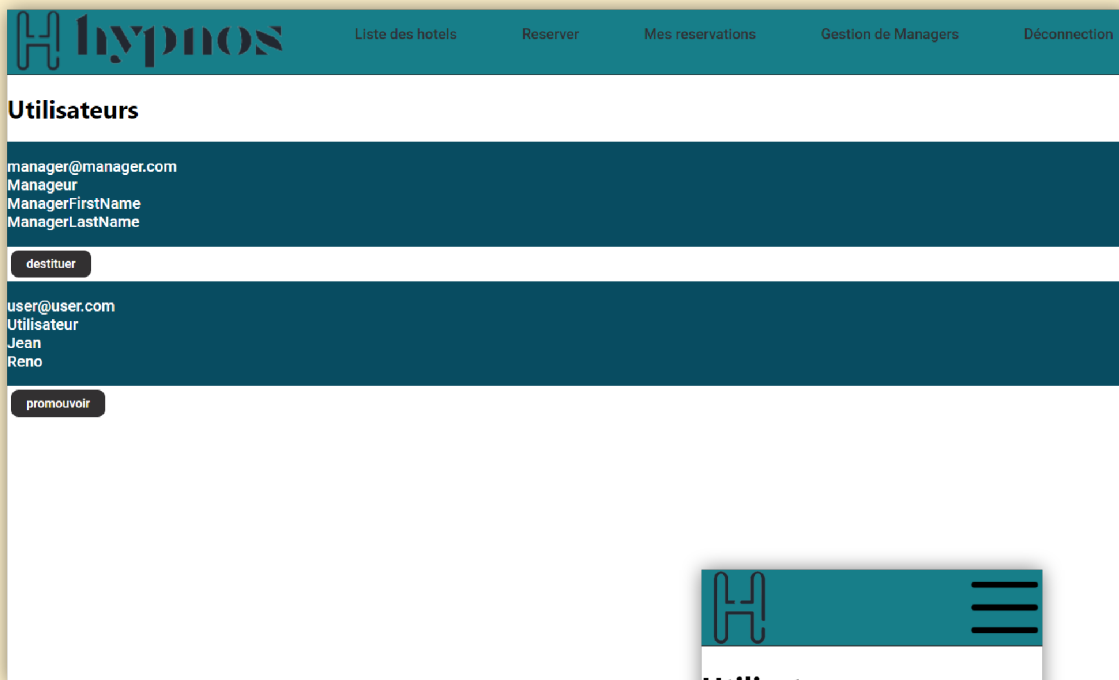 hypnos Liste des hotels Reserver Mes reservations Gestion de Managers Déconnection
Utilisateurs
manager@manager.com
Manageur
ManagerFirstName
ManagerLastName
destituer
user@user.com
Utilisateur
Jean
Reno
promouvoir
H